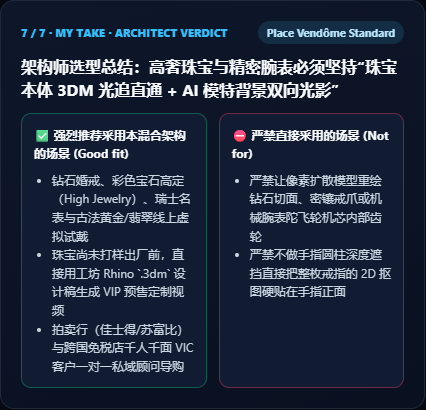 7 / 7 · MY TAKE · ARCHITECT VERDICT
Place Vendôme Standard
架构师选型总结：高奢珠宝与精密腕表必须坚持“珠宝
本体 3DM 光追直通 + AI 模特背景双向光影”
✅ 强烈推荐采用本混合架构
的场景 (Good fit)
• 钻石婚戒、彩色宝石高定
（High Jewelry）、瑞士名
表与古法黄金/翡翠线上虚
拟试戴
• 珠宝尚未打样出厂前，直
接用工坊 Rhino `.3dm` 设
计稿生成 VIP 预售定制视
频
• 拍卖行（佳士得/苏富比）
与跨国免税店千人千面 VIC
客户一对一私域顾问导购
⛔ 严禁直接采用的场景 (Not
for)
• 严禁让像素扩散模型重绘
钻石切面、密镶戒爪或机
械腕表陀飞轮机芯内部齿
轮
• 严禁不做手指圆柱深度遮
挡直接把整枚戒指的 2D 抠
图硬贴在手指正面